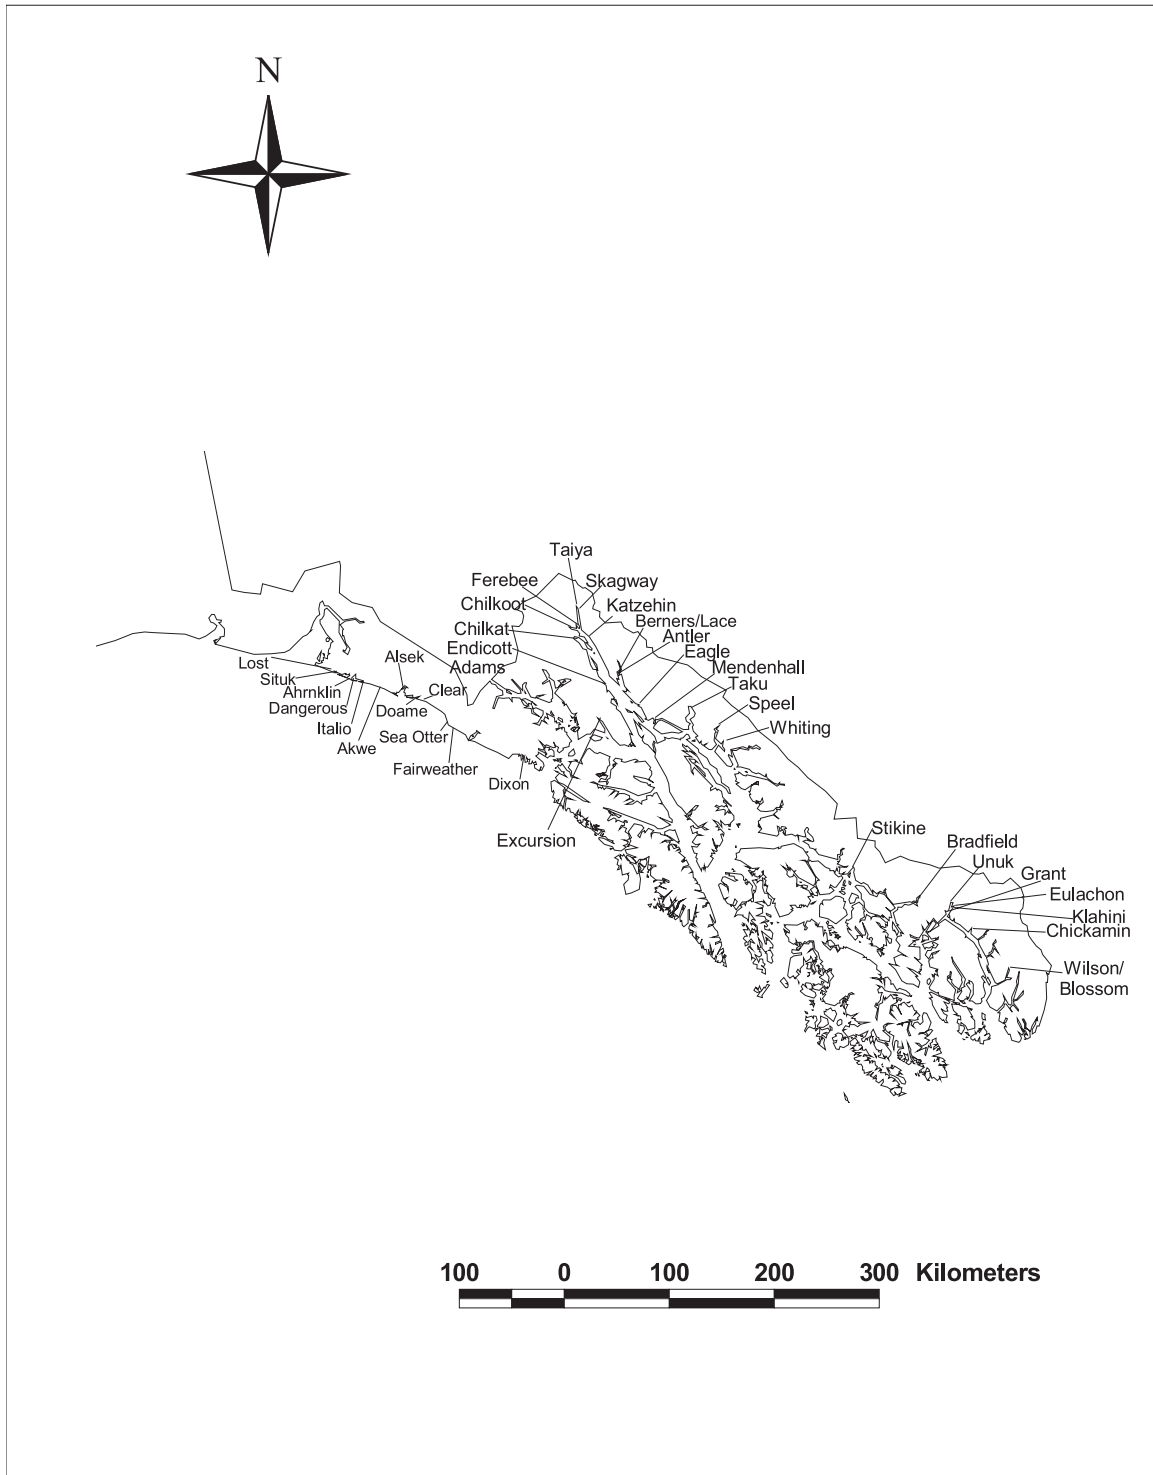 N
Taiya
Ferebee
Skagway
Chilkoot
Katzehin
Berners/Lace
Chilkat
Antler
Endicott
Eagle
Adams
Mendenhall
Taku
Speel
Whiting
Lost
Situk
Alsek
Ahrnklin
Clear
Dangerous
Doame
Italio
Akwe
Sea Otter
Fairweather
Dixon
Excursion
Stikine
Bradfield
Unuk
Grant
Eulachon
Klahini
Chickamin
Wilson/
Blossom
100 0 100 200 300 Kilometers